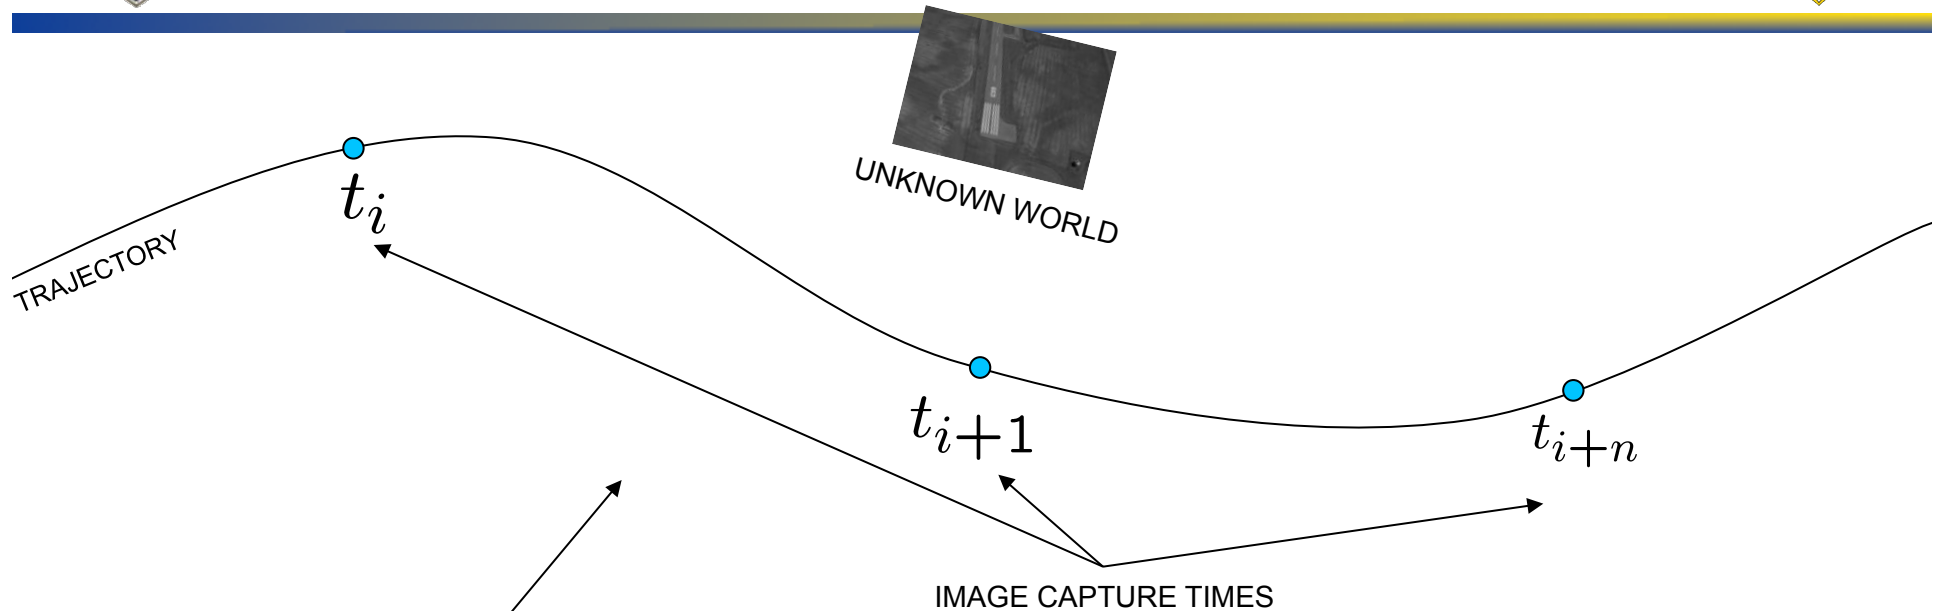 UNKNOWN WORLD
t_i
TRAJECTORY
t_{i+1}
t_{i+n}
IMAGE CAPTURE TIMES